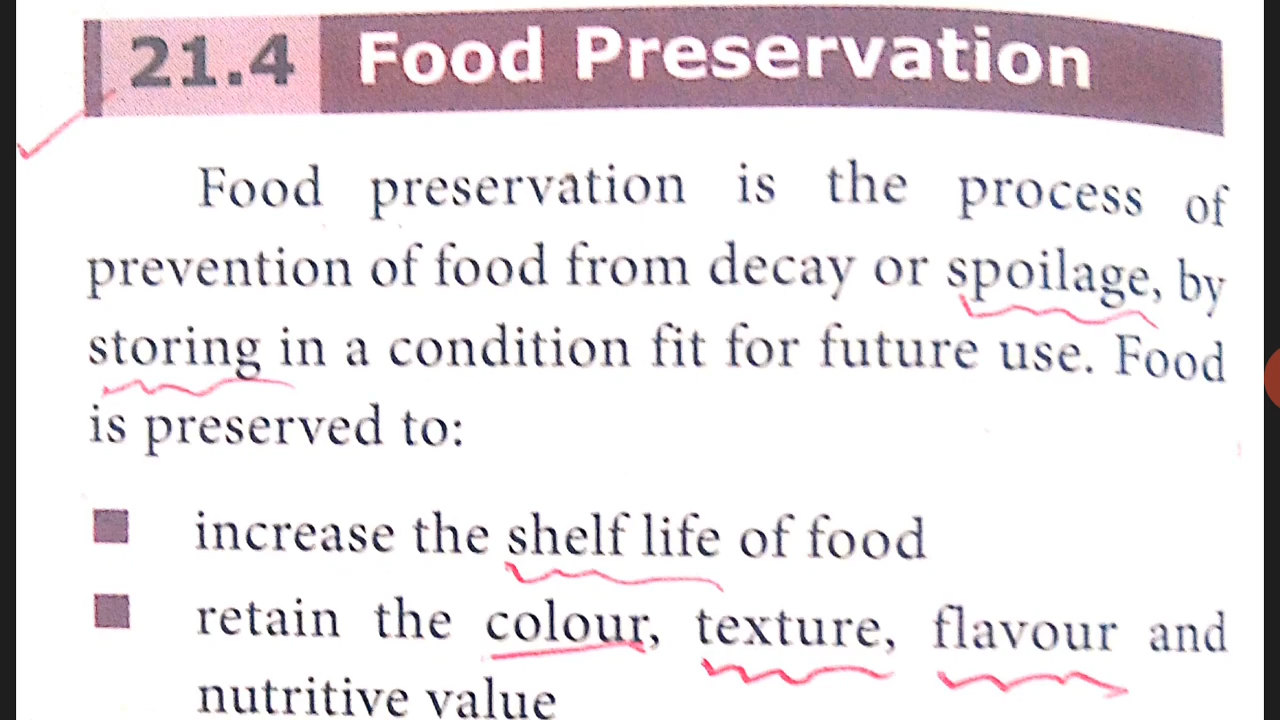 21.4 Food Preservation
Food preservation is the process of
prevention of food from decay or spoilage, by
storing in a condition fit for future use. Food
is preserved to:
increase the shelf life of food
retain the colour, texture, flavour and
nutritive value